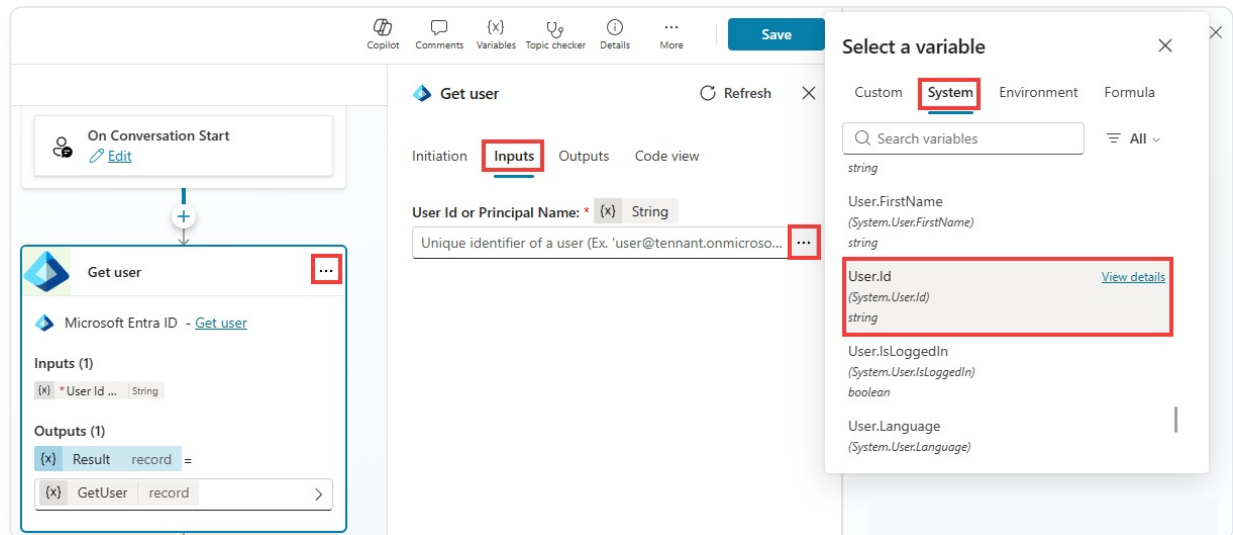 Copilot
Comments
{x}
Variables
Topic checker
Details
...
More
Save
On Conversation Start
Edit
Get user
...
Microsoft Entra ID - Get user
Inputs (1)
{x} * User Id ... String
Outputs (1)
{x} Result record =
{x} GetUser record
Get user
Refresh
Initiation Inputs Outputs Code view
User Id or Principal Name: * {x} String
Unique identifier of a user (Ex. 'user@tennant.onmicroso... ...
Select a variable
Custom System Environment Formula
Search variables All
string
User.FirstName
(System.User.FirstName)
string
User.Id View details
(System.User.Id)
string
User.IsLoggedIn
(System.User.IsLoggedIn)
boolean
User.Language
(System.User.Language)